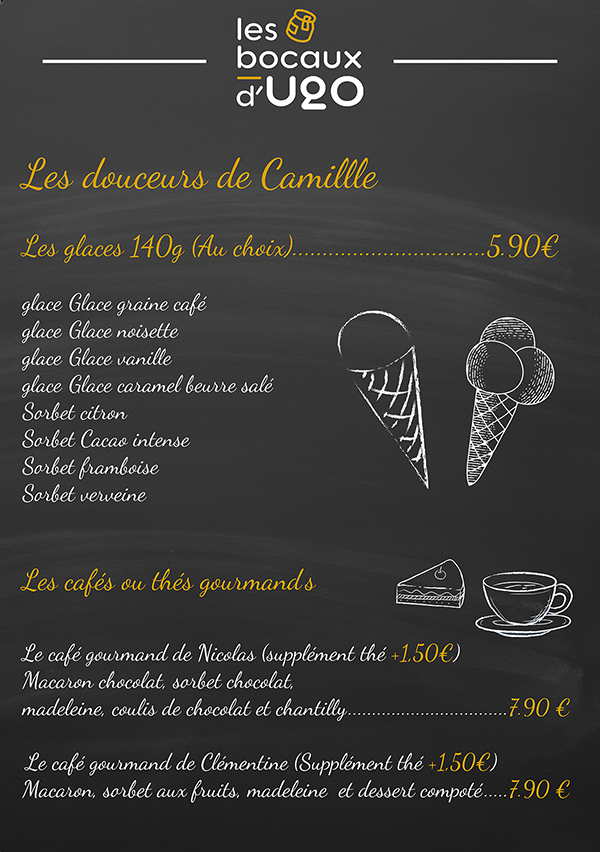 les
bocaux
d'Ugo
Les douceurs de Camillle
Les glaces 140g (Au choix)...............................5.90€
glace Glace graine café
glace Glace noisette
glace Glace vanille
glace Glace caramel beurre salé
Sorbet citron
Sorbet Cacao intense
Sorbet framboise
Sorbet verveine
Les cafés ou thés gourmands
Le café gourmand de Nicolas (supplément thé +1,50€)
Macaron chocolat, sorbet chocolat,
madeleine, coulis de chocolat et chantilly...............................7.90 €
Le café gourmand de Clémentine (Supplément thé +1,50€)
Macaron, sorbet aux fruits, madeleine et dessert compoté.....7.90 €